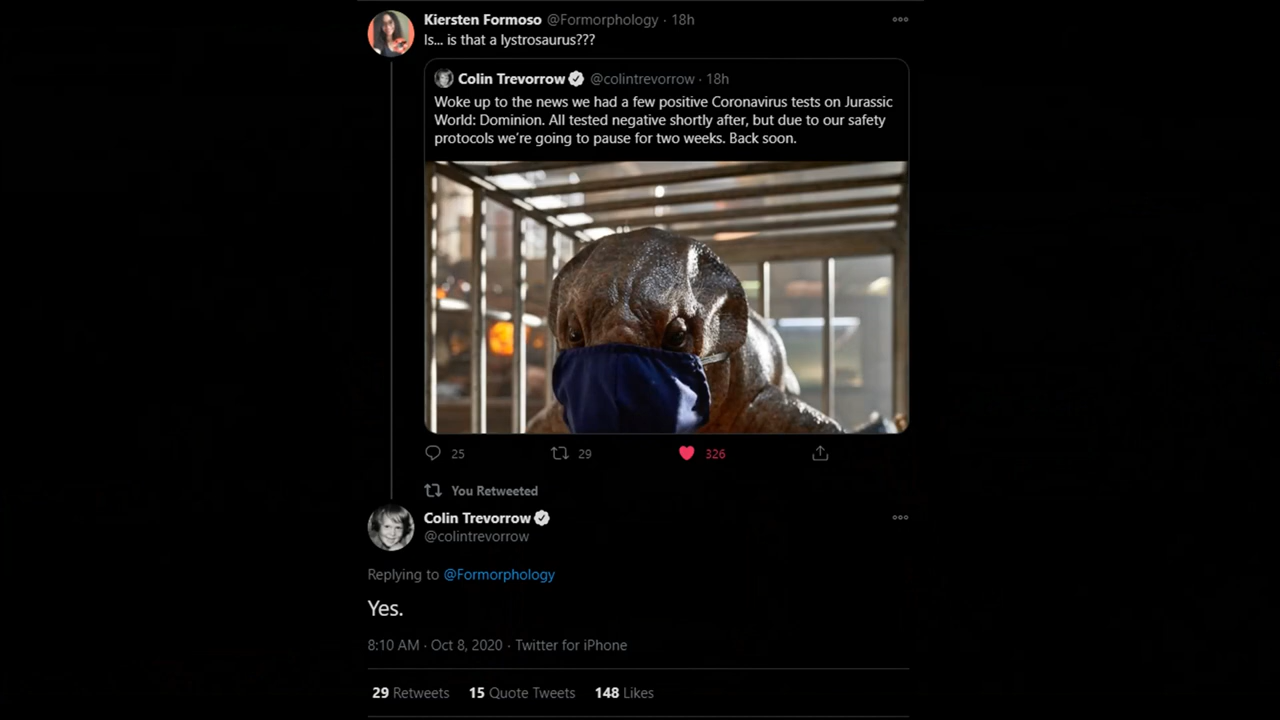 Kiersten Formoso @Formorphology · 18h
Is... is that a lystrosaurus???
Colin Trevorrow @colintrevorrow · 18h
Woke up to the news we had a few positive Coronavirus tests on Jurassic
World: Dominion. All tested negative shortly after, but due to our safety
protocols we're going to pause for two weeks. Back soon.
25 29 326
You Retweeted
Colin Trevorrow
@colintrevorrow
Replying to @Formorphology
Yes.
8:10 AM · Oct 8, 2020 · Twitter for iPhone
29 Retweets 15 Quote Tweets 148 Likes